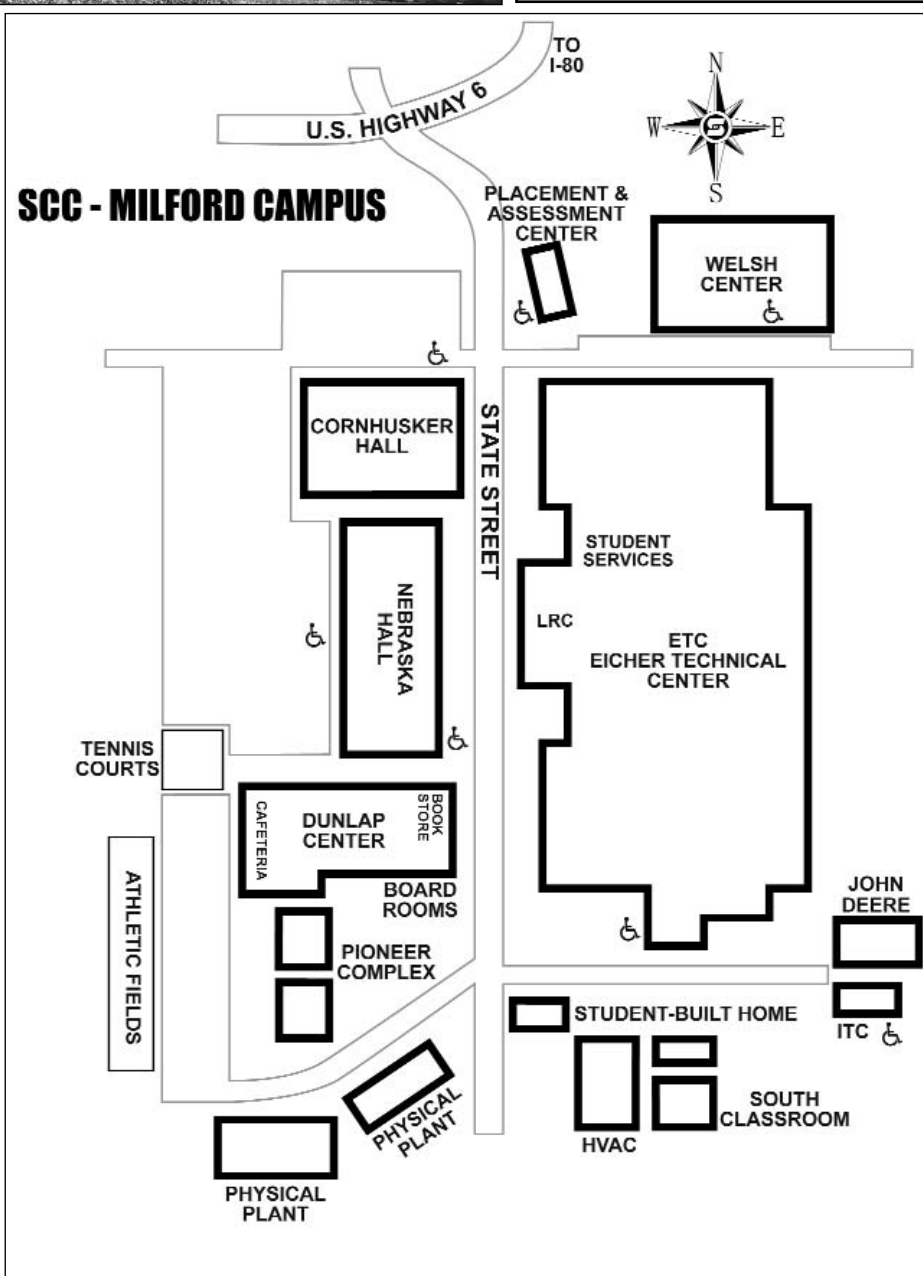 TO
I-80
U.S. HIGHWAY 6
N
W
E
S
SCC - MILFORD CAMPUS
PLACEMENT &
ASSESSMENT
CENTER
WELSH
CENTER
CORNHUSKER
HALL
STATE STREET
STUDENT
SERVICES
LRC
ETC
EICHER TECHNICAL
CENTER
NEBRASKA
HALL
TENNIS
COURTS
CAFETERIA
DUNLAP
CENTER
BOOK
STORE
BOARD
ROOMS
ATHLETIC FIELDS
PIONEER
COMPLEX
JOHN
DEERE
STUDENT-BUILT HOME
ITC
HVAC
SOUTH
CLASSROOM
PHYSICAL
PLANT
PHYSICAL
PLANT